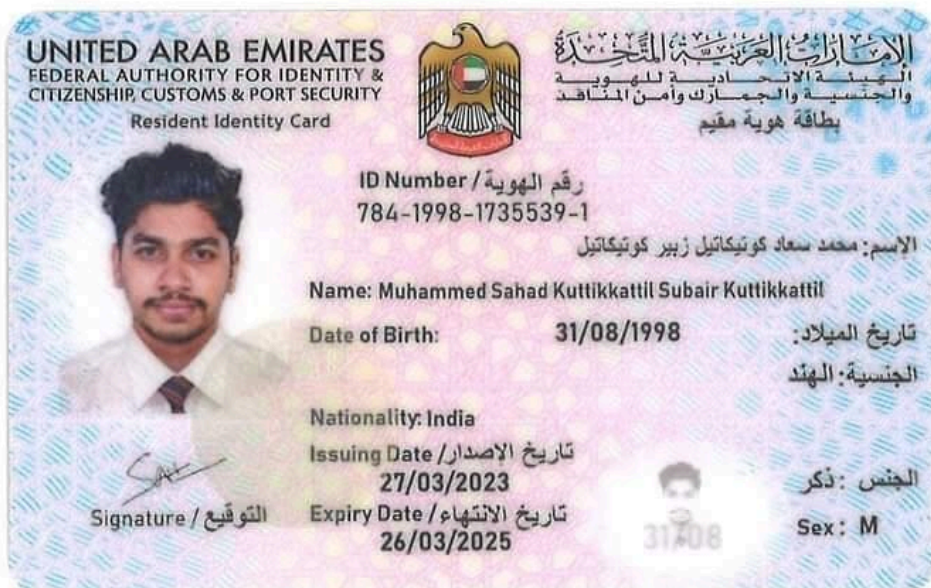 UNITED ARAB EMIRATES
FEDERAL AUTHORITY FOR IDENTITY &
CITIZENSHIP, CUSTOMS & PORT SECURITY
Resident Identity Card
الإمارات العربية المتحدة
الهيئة الاتحادية للهوية
والجنسية والجمارك وأمن المنافذ
بطاقة هوية مقيم
ID Number / رقم الهوية
784-1998-1735539-1
الإسم: محمد سعاد كوتيكاتيل زبير كوتيكاتيل
Name: Muhammed Sahad Kuttikkattil Subair Kuttikkattil
Date of Birth: 31/08/1998 تاريخ الميلاد:
الجنسية: الهند
Nationality: India
Issuing Date / تاريخ الإصدار
27/03/2023
Expiry Date / تاريخ الانتهاء
26/03/2025
الجنس : ذكر
Sex: M
31/08
Signature / التوقيع